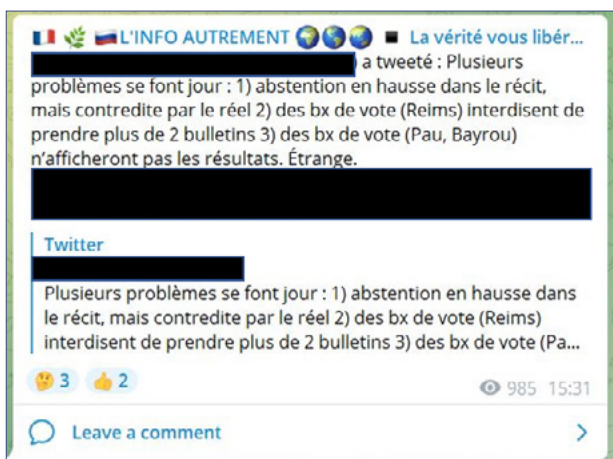 L'INFO AUTREMENT La vérité vous libér...
) a tweeté : Plusieurs
problèmes se font jour : 1) abstention en hausse dans le récit,
mais contredite par le réel 2) des bx de vote (Reims) interdisent de
prendre plus de 2 bulletins 3) des bx de vote (Pau, Bayrou)
n'afficheront pas les résultats. Étrange.
Twitter
Plusieurs problèmes se font jour : 1) abstention en hausse dans
le récit, mais contredite par le réel 2) des bx de vote (Reims)
interdisent de prendre plus de 2 bulletins 3) des bx de vote (Pa...
3 2 985 15:31
Leave a comment